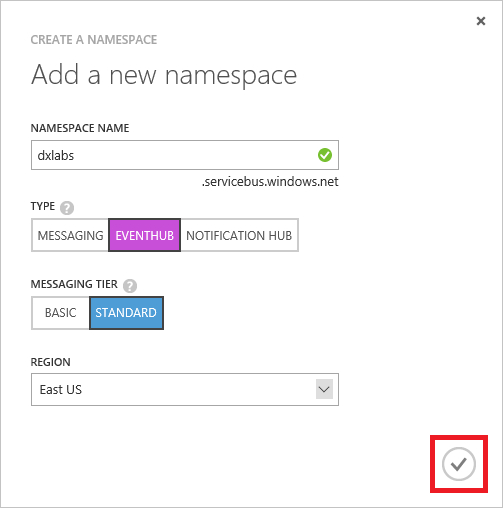 CREATE A NAMESPACE
Add a new namespace
NAMESPACE NAME
dxlabs
.servicebus.windows.net
TYPE ?
MESSAGING EVENTHUB NOTIFICATION HUB
MESSAGING TIER ?
BASIC STANDARD
REGION
East US